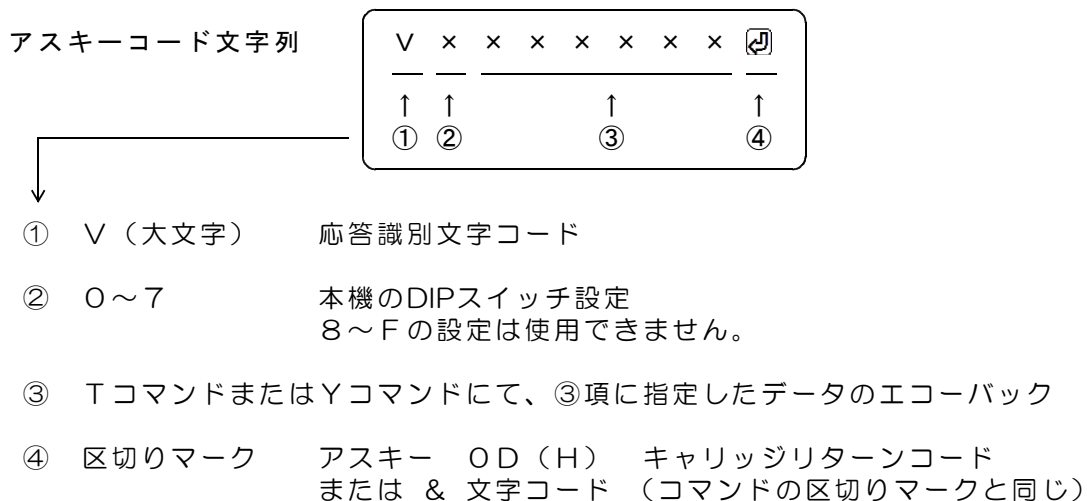 アスキーコード文字列
V × × × × × × × ⏎
↑ ↑ ↑ ↑
① ② ③ ④
① V（大文字） 応答識別文字コード
② 0～7 本機のDIPスイッチ設定
8～Fの設定は使用できません。
③ TコマンドまたはYコマンドにて、③項に指定したデータのエコーバック
④ 区切りマーク アスキー 0D（H） キャリッジリターンコード
または & 文字コード （コマンドの区切りマークと同じ）